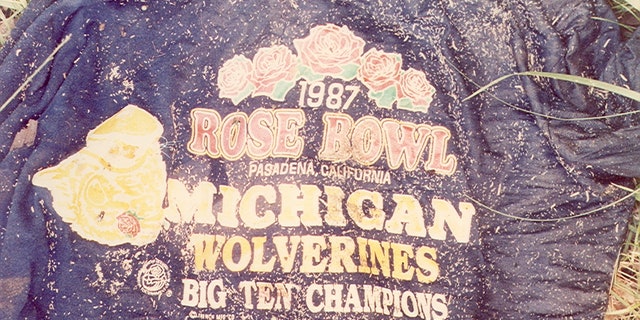 1987
ROSE BOWL
PASADENA, CALIFORNIA
MICHIGAN
WOLVERINES
BIG TEN CHAMPIONS